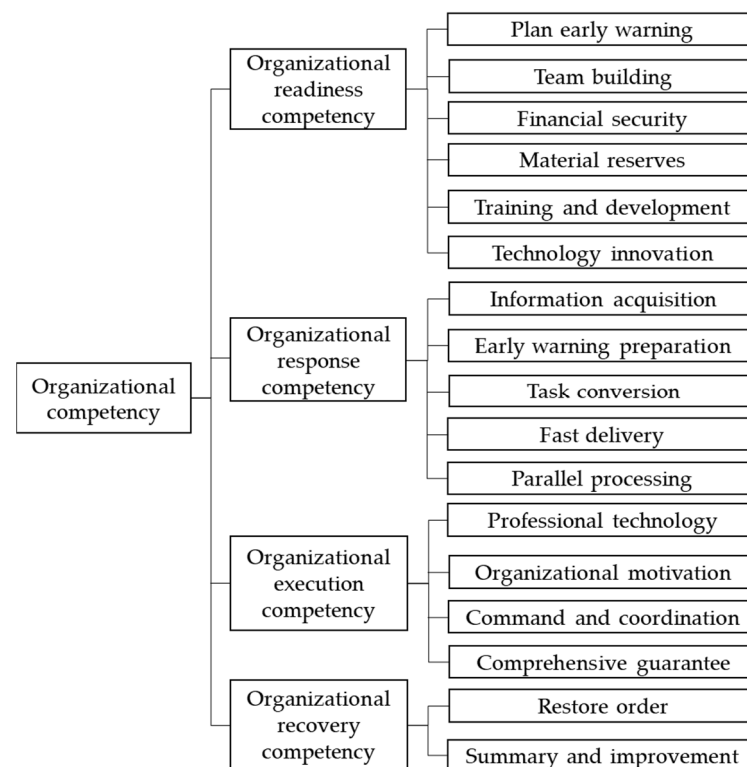 Organizational
competency
Organizational
readiness
competency
Plan early warning
Team building
Financial security
Material reserves
Training and development
Technology innovation
Organizational
response
competency
Information acquisition
Early warning preparation
Task conversion
Fast delivery
Parallel processing
Organizational
execution
competency
Professional technology
Organizational motivation
Command and coordination
Comprehensive guarantee
Organizational
recovery
competency
Restore order
Summary and improvement